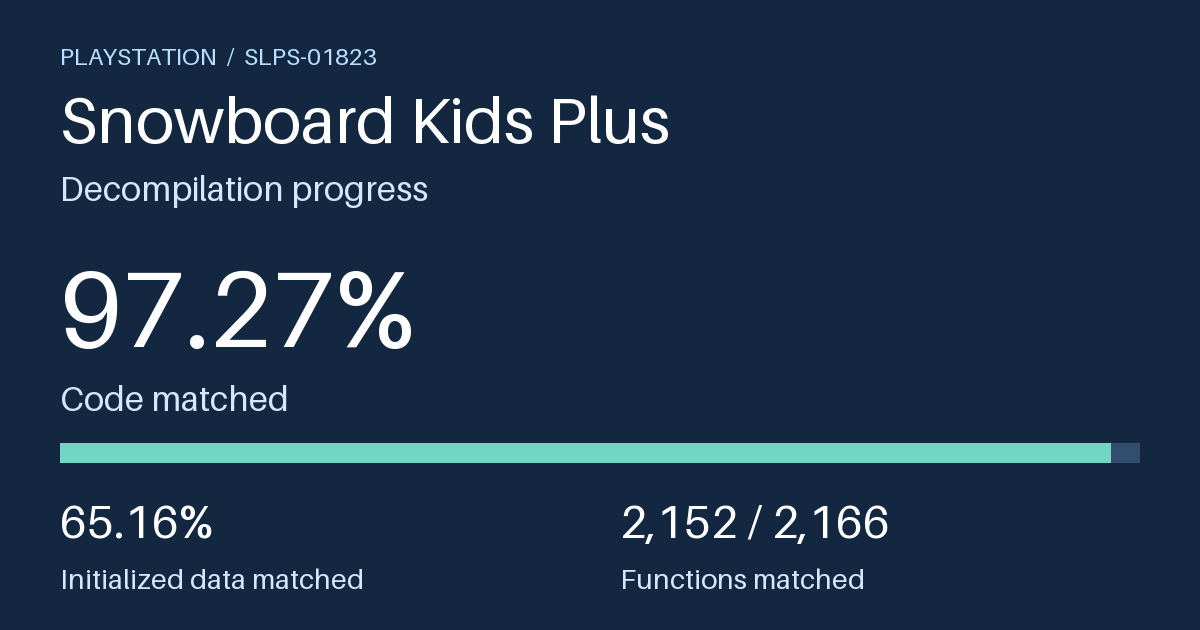 PLAYSTATION / SLPS-01823
Snowboard Kids Plus
Decompilation progress
97.27%
Code matched
65.16%
Initialized data matched
2,152 / 2,166
Functions matched